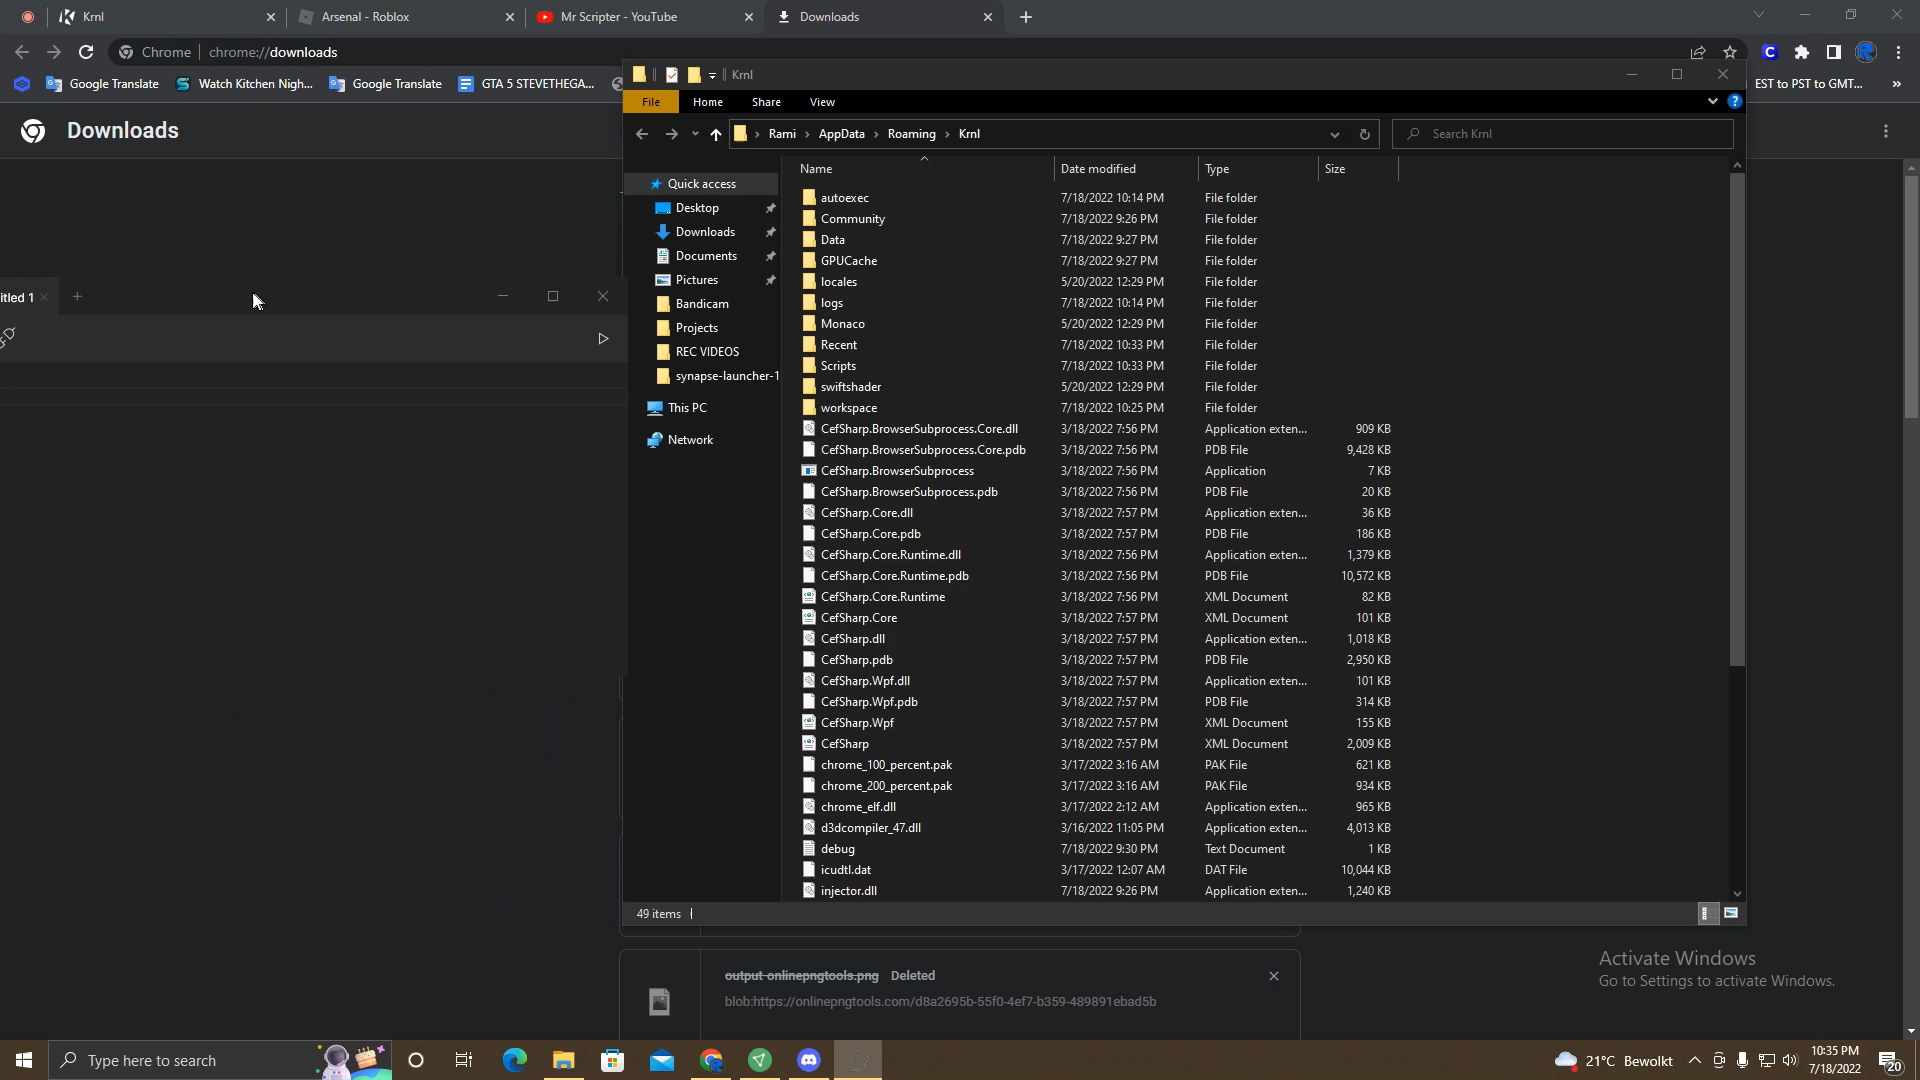 Krnl
Arsenal - Roblox
Mr Scripter - YouTube
Downloads
Chrome
chrome://downloads
Google Translate
Watch Kitchen Nigh...
Google Translate
GTA 5 STEVETHEGA...
EST to PST to GMT...
»
Downloads
Krnl
File
Home
Share
View
Rami
AppData
Roaming
Krnl
Search Krnl
itled 1
Quick access
Desktop
Downloads
Documents
Pictures
Bandicam
Projects
REC VIDEOS
synapse-launcher-1
This PC
Network
Name Date modified Type Size
autoexec 7/18/2022 10:14 PM File folder
Community 7/18/2022 9:26 PM File folder
Data 7/18/2022 9:27 PM File folder
GPUCache 7/18/2022 9:27 PM File folder
locales 5/20/2022 12:29 PM File folder
logs 7/18/2022 10:14 PM File folder
Monaco 5/20/2022 12:29 PM File folder
Recent 7/18/2022 10:33 PM File folder
Scripts 7/18/2022 10:33 PM File folder
swiftshader 5/20/2022 12:29 PM File folder
workspace 7/18/2022 10:25 PM File folder
CefSharp.BrowserSubprocess.Core.dll 3/18/2022 7:56 PM Application exten... 909 KB
CefSharp.BrowserSubprocess.Core.pdb 3/18/2022 7:56 PM PDB File 9,428 KB
CefSharp.BrowserSubprocess 3/18/2022 7:56 PM Application 7 KB
CefSharp.BrowserSubprocess.pdb 3/18/2022 7:56 PM PDB File 20 KB
CefSharp.Core.dll 3/18/2022 7:57 PM Application exten... 36 KB
CefSharp.Core.pdb 3/18/2022 7:57 PM PDB File 186 KB
CefSharp.Core.Runtime.dll 3/18/2022 7:56 PM Application exten... 1,379 KB
CefSharp.Core.Runtime.pdb 3/18/2022 7:56 PM PDB File 10,572 KB
CefSharp.Core.Runtime 3/18/2022 7:56 PM XML Document 82 KB
CefSharp.Core 3/18/2022 7:57 PM XML Document 101 KB
CefSharp.dll 3/18/2022 7:57 PM Application exten... 1,018 KB
CefSharp.pdb 3/18/2022 7:57 PM PDB File 2,950 KB
CefSharp.Wpf.dll 3/18/2022 7:57 PM Application exten... 101 KB
CefSharp.Wpf.pdb 3/18/2022 7:57 PM PDB File 314 KB
CefSharp.Wpf 3/18/2022 7:57 PM XML Document 155 KB
CefSharp 3/18/2022 7:57 PM XML Document 2,009 KB
chrome_100_percent.pak 3/17/2022 3:16 AM PAK File 621 KB
chrome_200_percent.pak 3/17/2022 3:16 AM PAK File 934 KB
chrome_elf.dll 3/17/2022 2:12 AM Application exten... 965 KB
d3dcompiler_47.dll 3/16/2022 11:05 PM Application exten... 4,013 KB
debug 7/18/2022 9:30 PM Text Document 1 KB
icudtl.dat 3/17/2022 12:07 AM DAT File 10,044 KB
injector.dll 7/18/2022 9:26 PM Application exten... 1,240 KB
49 items
output-onlinepngtools.png Deleted
blob:https://onlinepngtools.com/d8a2695b-55f0-4ef7-b359-489891ebad5b
Activate Windows
Go to Settings to activate Windows.
Type here to search
21°C Bewolkt
10:35 PM
7/18/2022
20